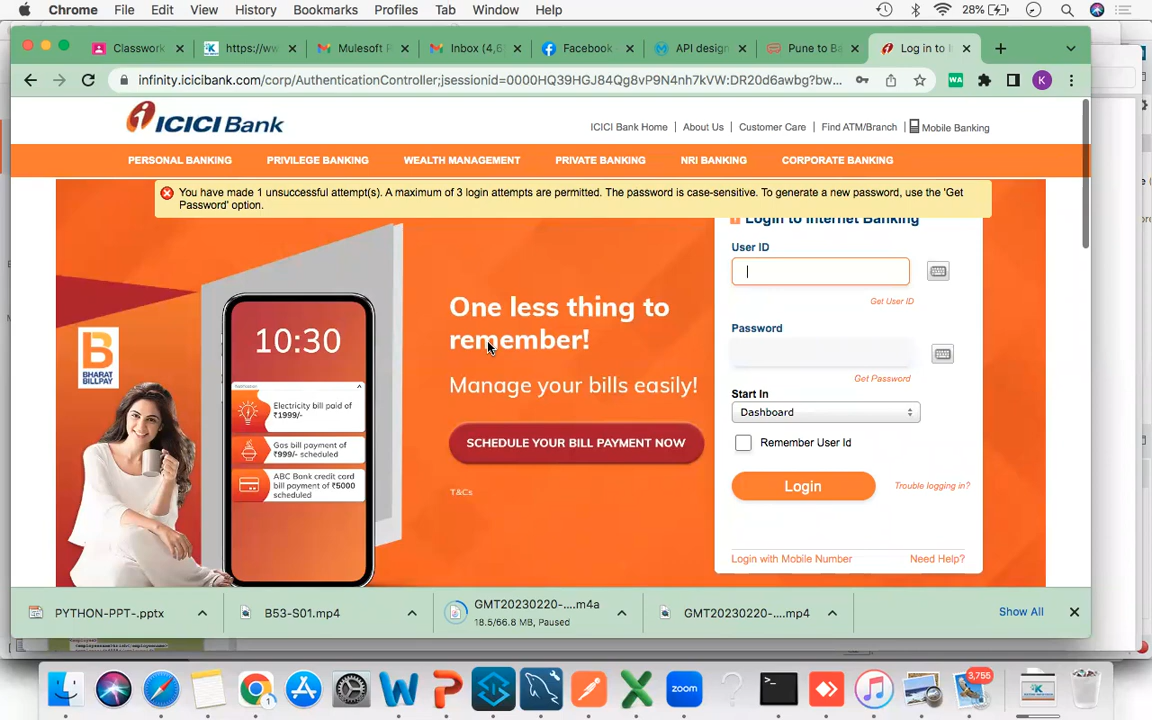 Chrome File Edit View History Bookmarks Profiles Tab Window Help 28%
Classwork https://ww Mulesoft F Inbox (4,6 Facebook API design Pune to Ba Log in to I
infinity.icicibank.com/corp/AuthenticationController;jsessionid=0000HQ39HGJ84Qg8vP9N4nh7kVW:DR20d6awbg?bw... WA K
ICICI Bank
ICICI Bank Home About Us Customer Care Find ATM/Branch Mobile Banking
PERSONAL BANKING PRIVILEGE BANKING WEALTH MANAGEMENT PRIVATE BANKING NRI BANKING CORPORATE BANKING
You have made 1 unsuccessful attempt(s). A maximum of 3 login attempts are permitted. The password is case-sensitive. To generate a new password, use the 'Get
Password' option.
Login to Internet Banking
User ID
Get User ID
Password
Get Password
Start In
Dashboard
Remember User Id
Login Trouble logging in?
Login with Mobile Number Need Help?
One less thing to
remember!
Manage your bills easily!
SCHEDULE YOUR BILL PAYMENT NOW
T&Cs
B
BHARAT
BILLPAY
10:30
Electricity bill paid of
₹1999/-
Gas bill payment of
₹999/- scheduled
ABC Bank credit card
bill payment of ₹5000
scheduled
PYTHON-PPT-.pptx B53-S01.mp4 GMT20230220-....m4a GMT20230220-....mp4 Show All
18.5/66.8 MB, Paused
zoom 3,755